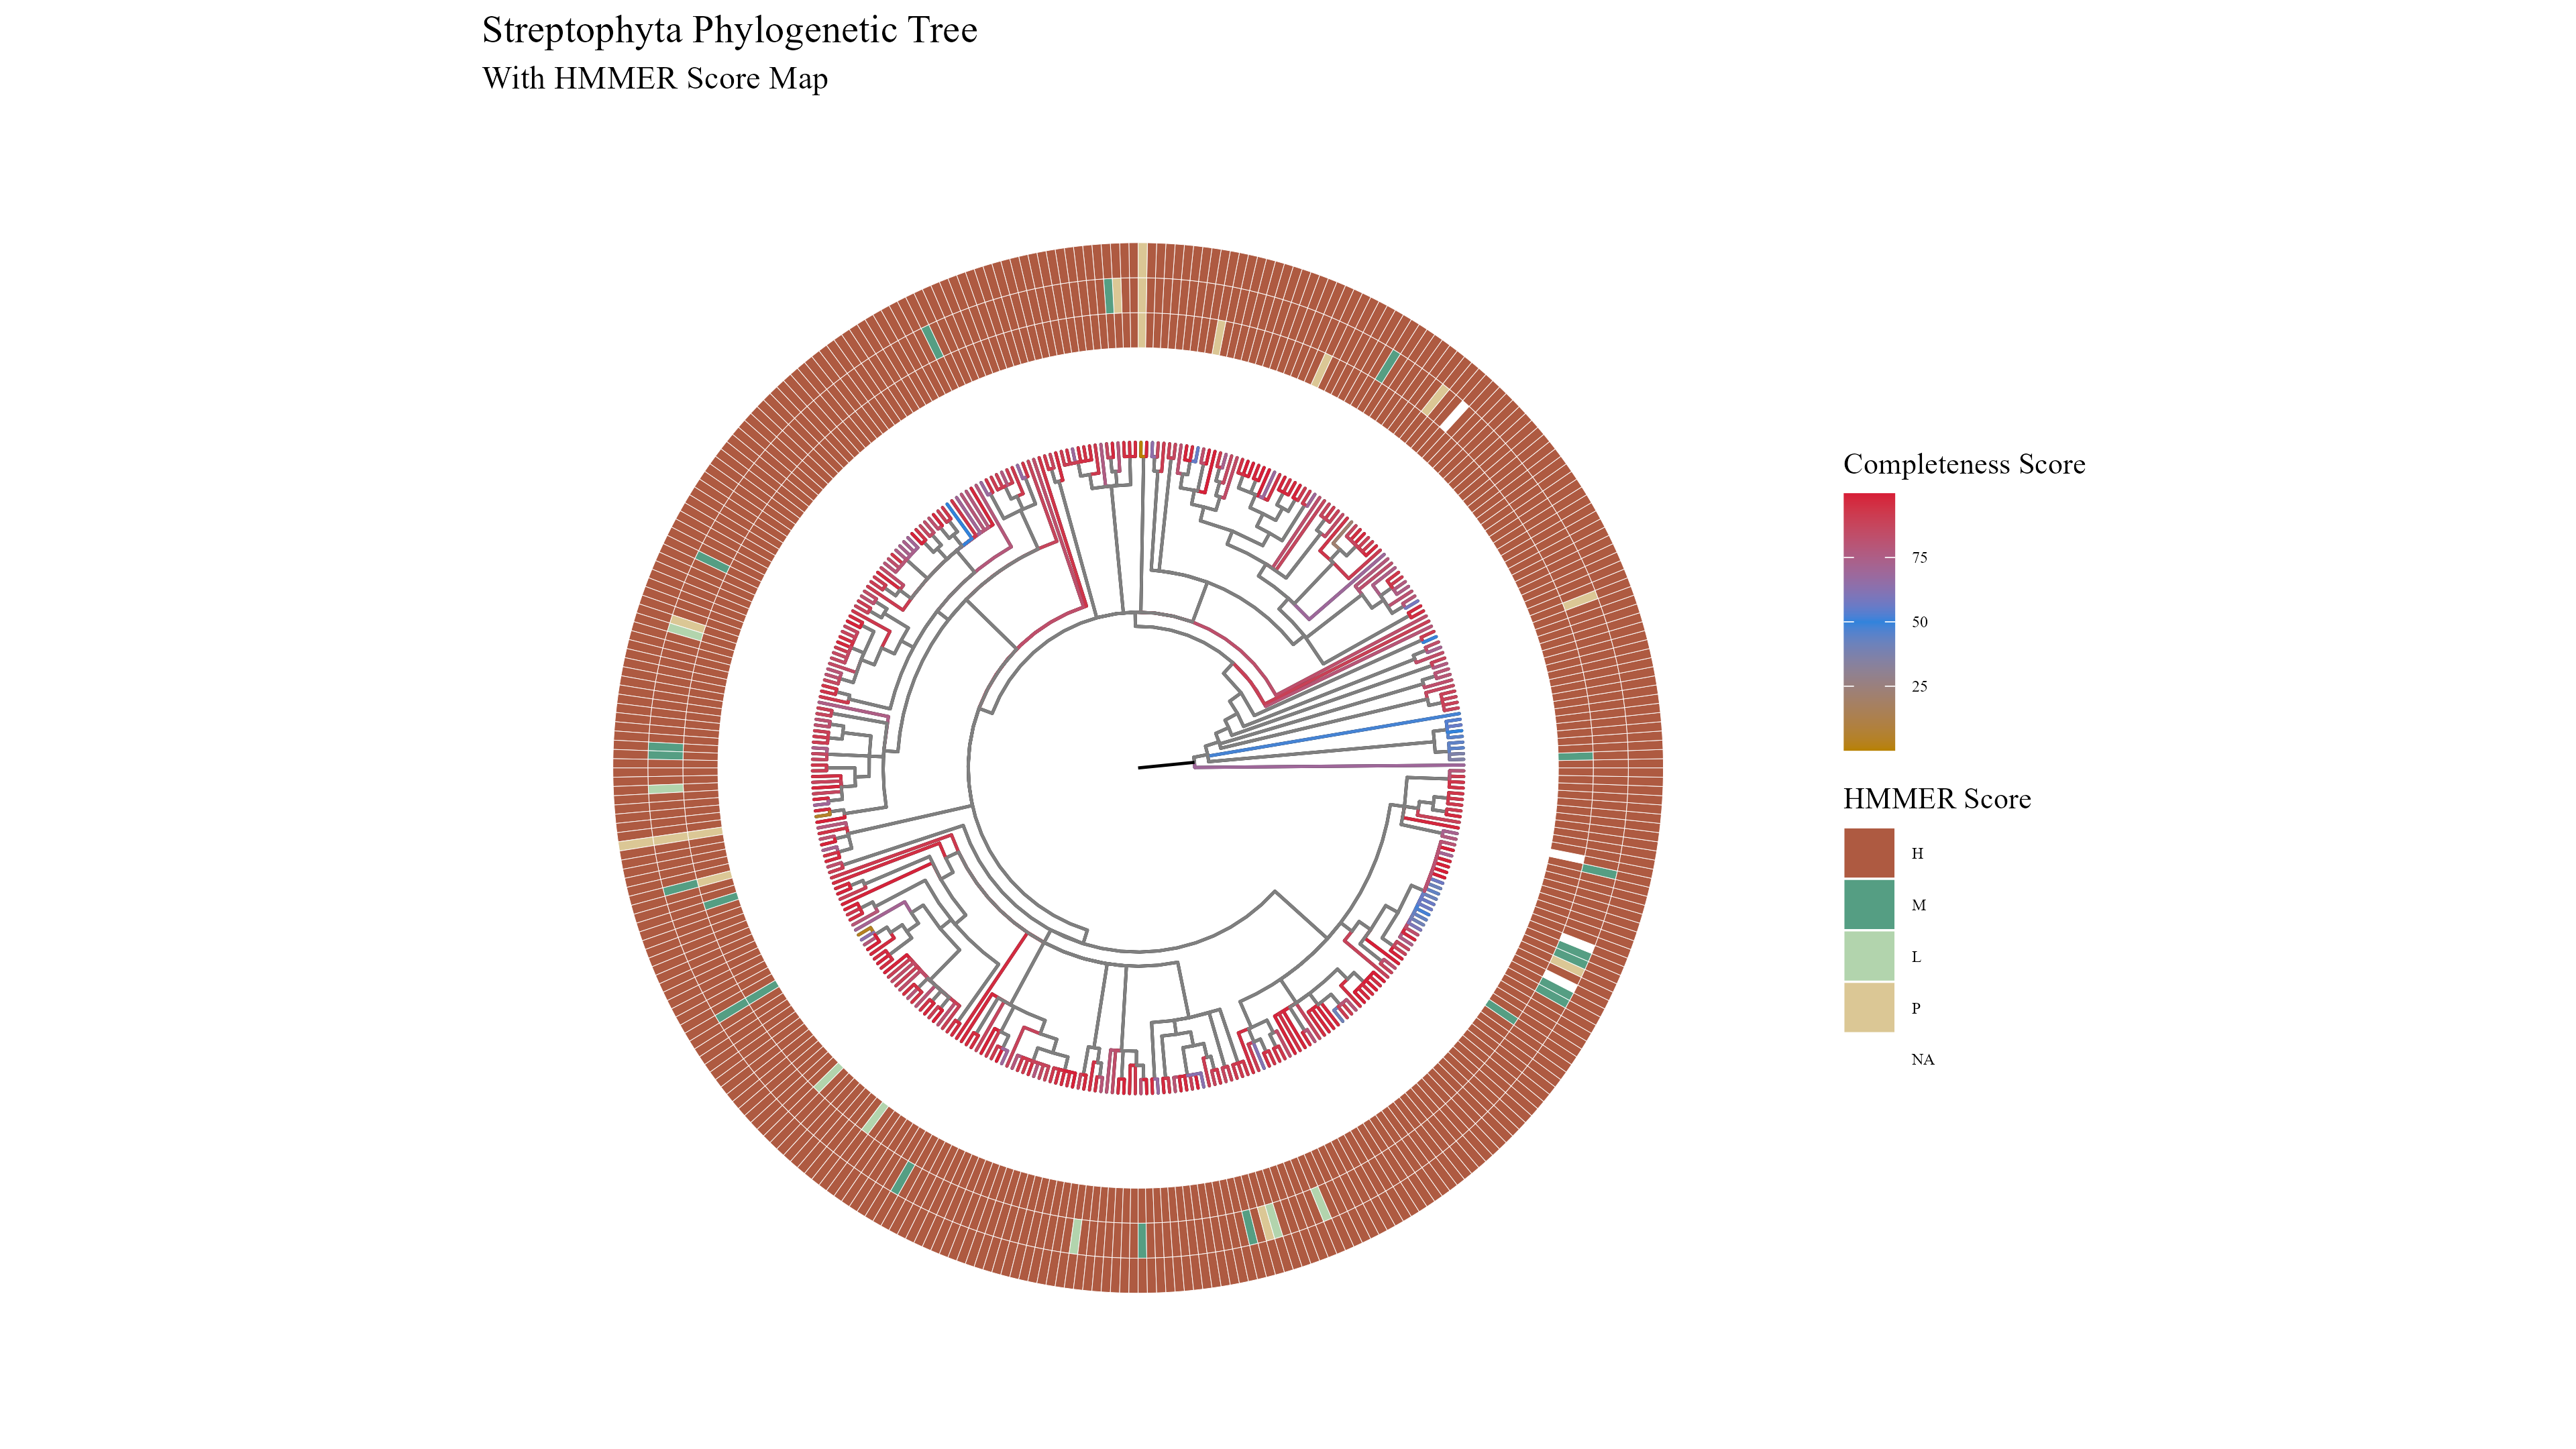 Streptophyta Phylogenetic Tree
With HMMER Score Map
Completeness Score
75
50
25
HMMER Score
H
M
L
P
NA